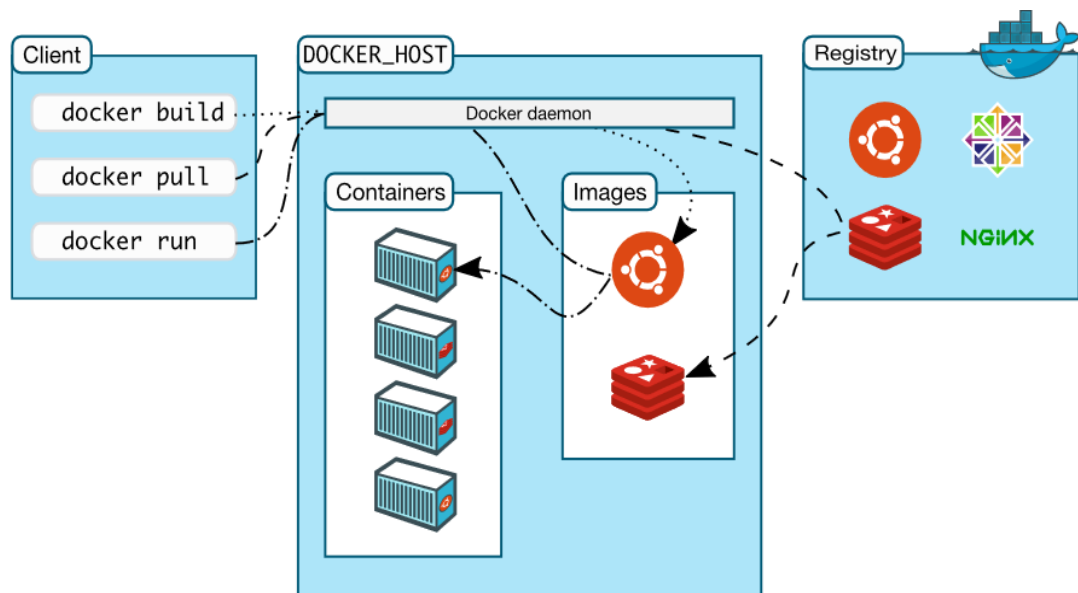 Client
docker build
docker pull
docker run
DOCKER_HOST
Docker daemon
Containers
Images
Registry
NGiNX